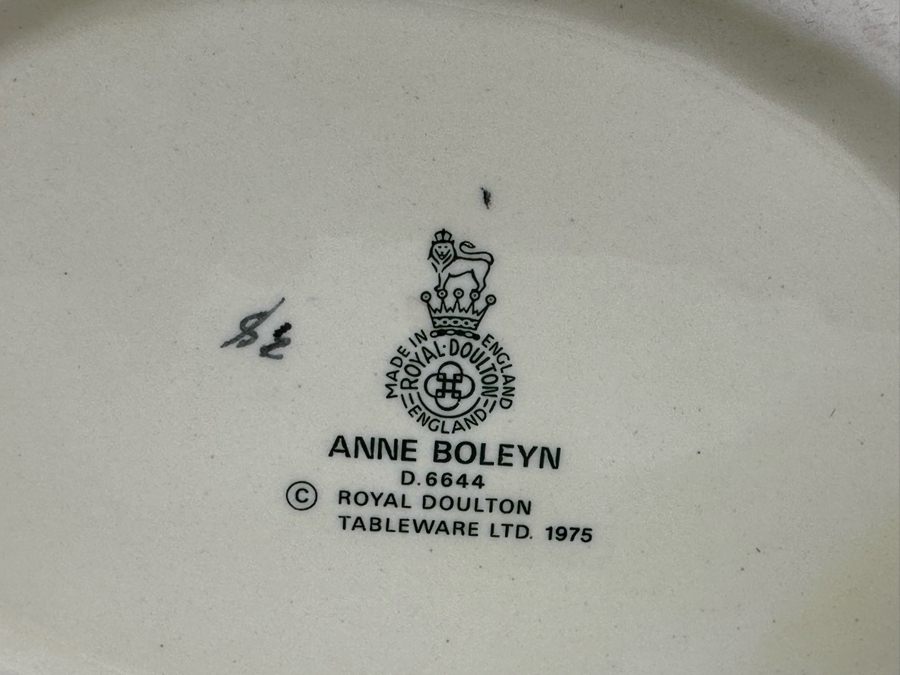 MADE IN ENGLAND
ROYAL·DOULTON
ENGLAND
ANNE BOLEYN
D.6644
© ROYAL DOULTON
TABLEWARE LTD. 1975